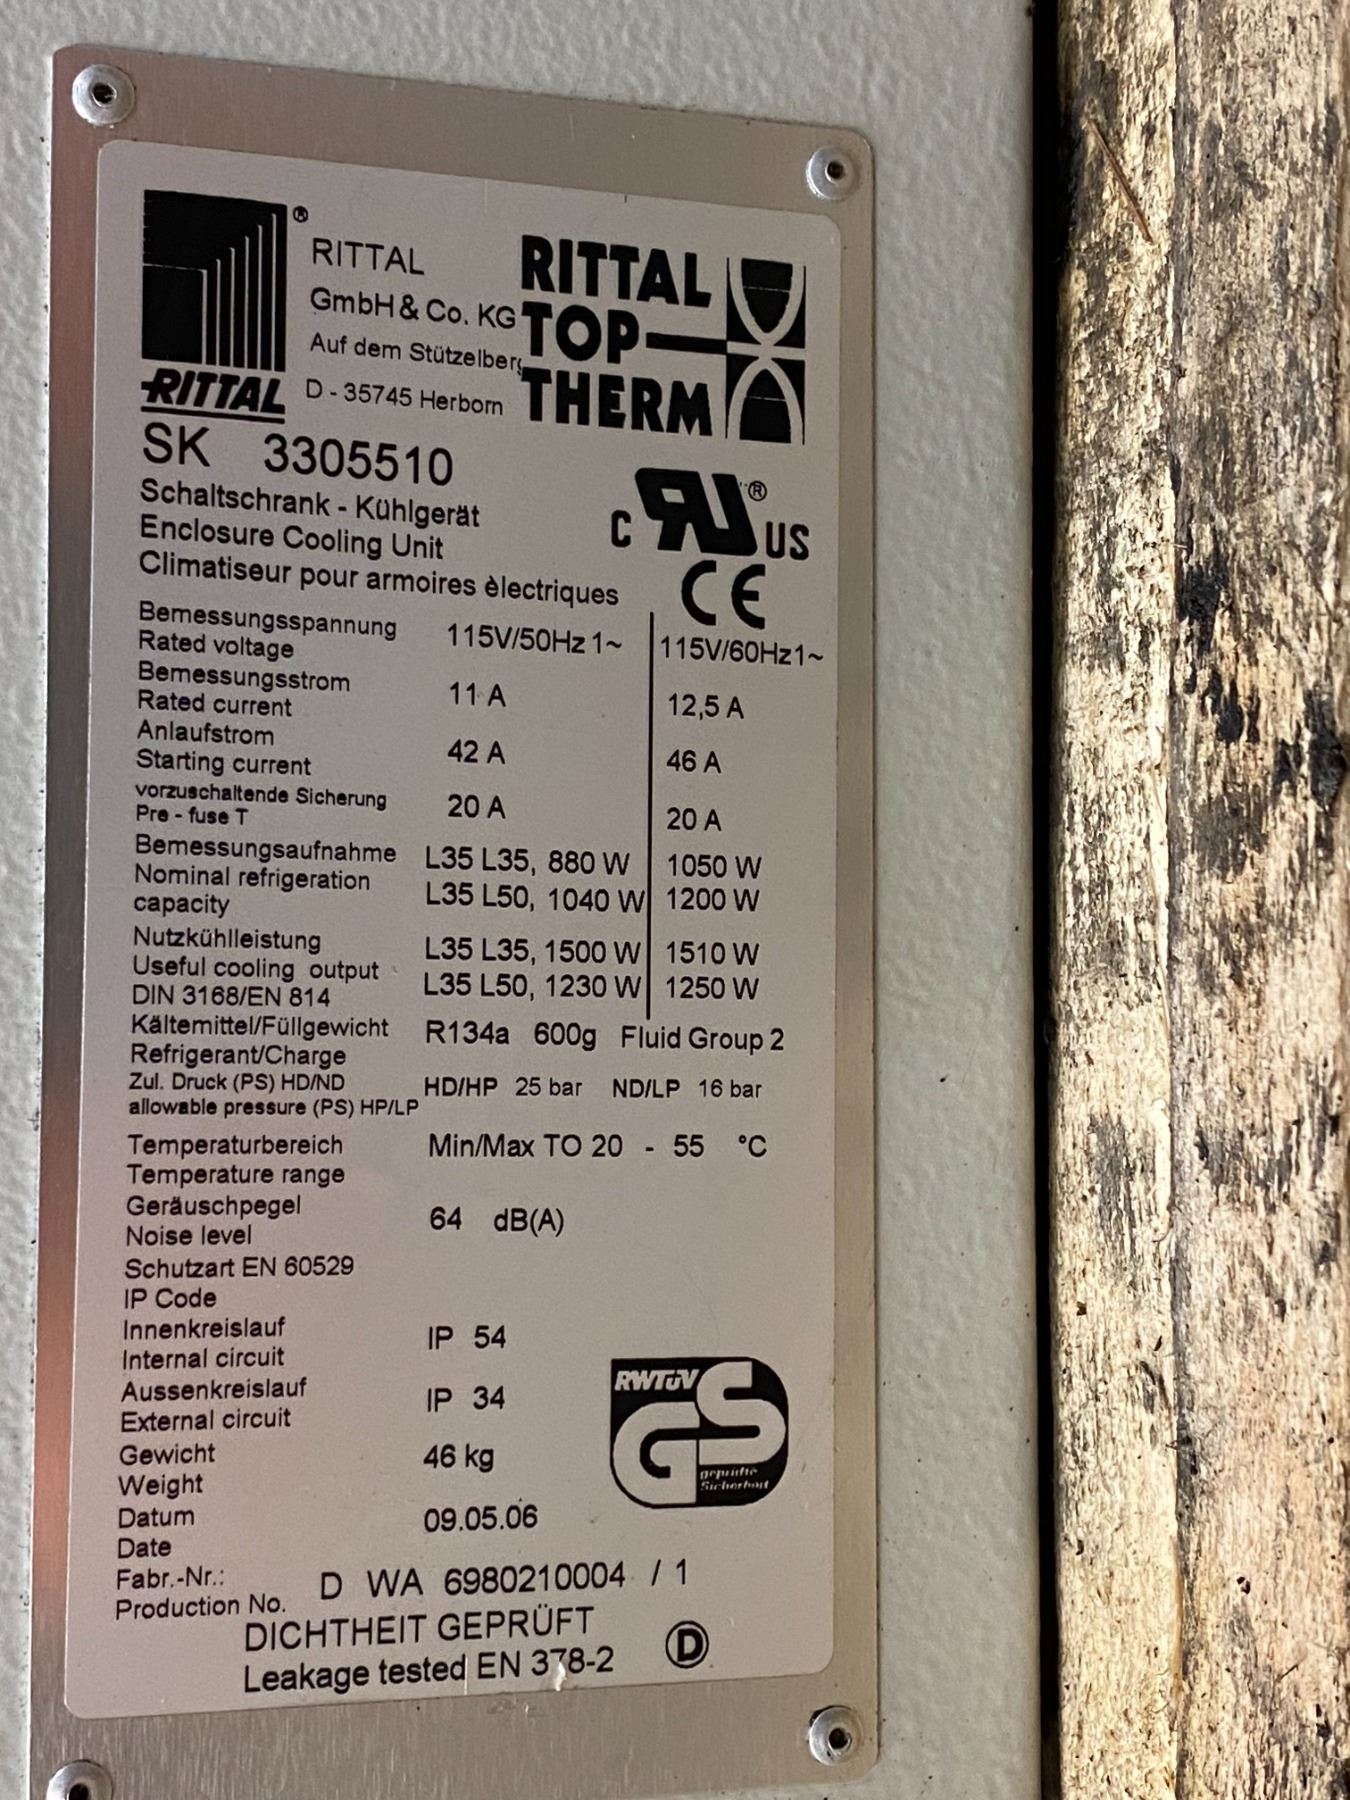 ®
RITTAL
GmbH & Co. KG
Auf dem Stützelberg
D - 35745 Herborn
RITTAL
RITTAL
TOP
THERM
SK 3305510
Schaltschrank - Kühlgerät
Enclosure Cooling Unit
Climatiseur pour armoires èlectriques
C RU ® US
CE
Bemessungsspannung
Rated voltage
115V/50Hz 1~ 115V/60Hz1~
Bemessungsstrom
Rated current
11 A 12,5 A
Anlaufstrom
Starting current
42 A 46 A
vorzuschaltende Sicherung
Pre - fuse T
20 A 20 A
Bemessungsaufnahme
Nominal refrigeration
capacity
L35 L35, 880 W 1050 W
L35 L50, 1040 W 1200 W
Nutzkühlleistung
Useful cooling output
DIN 3168/EN 814
L35 L35, 1500 W 1510 W
L35 L50, 1230 W 1250 W
Kältemittel/Füllgewicht
Refrigerant/Charge
R134a 600g Fluid Group 2
Zul. Druck (PS) HD/ND
allowable pressure (PS) HP/LP
HD/HP 25 bar ND/LP 16 bar
Temperaturbereich
Temperature range
Min/Max TO 20 - 55 °C
Geräuschpegel
Noise level
64 dB(A)
Schutzart EN 60529
IP Code
Innenkreislauf
Internal circuit
IP 54
Aussenkreislauf
External circuit
IP 34
Gewicht
Weight
46 kg
Datum
Date
09.05.06
Fabr.-Nr.:
Production No.
D WA 6980210004 / 1
RWTÜV
GS
geprüfte
Sicherheit
DICHTHEIT GEPRÜFT
Leakage tested EN 378-2
D